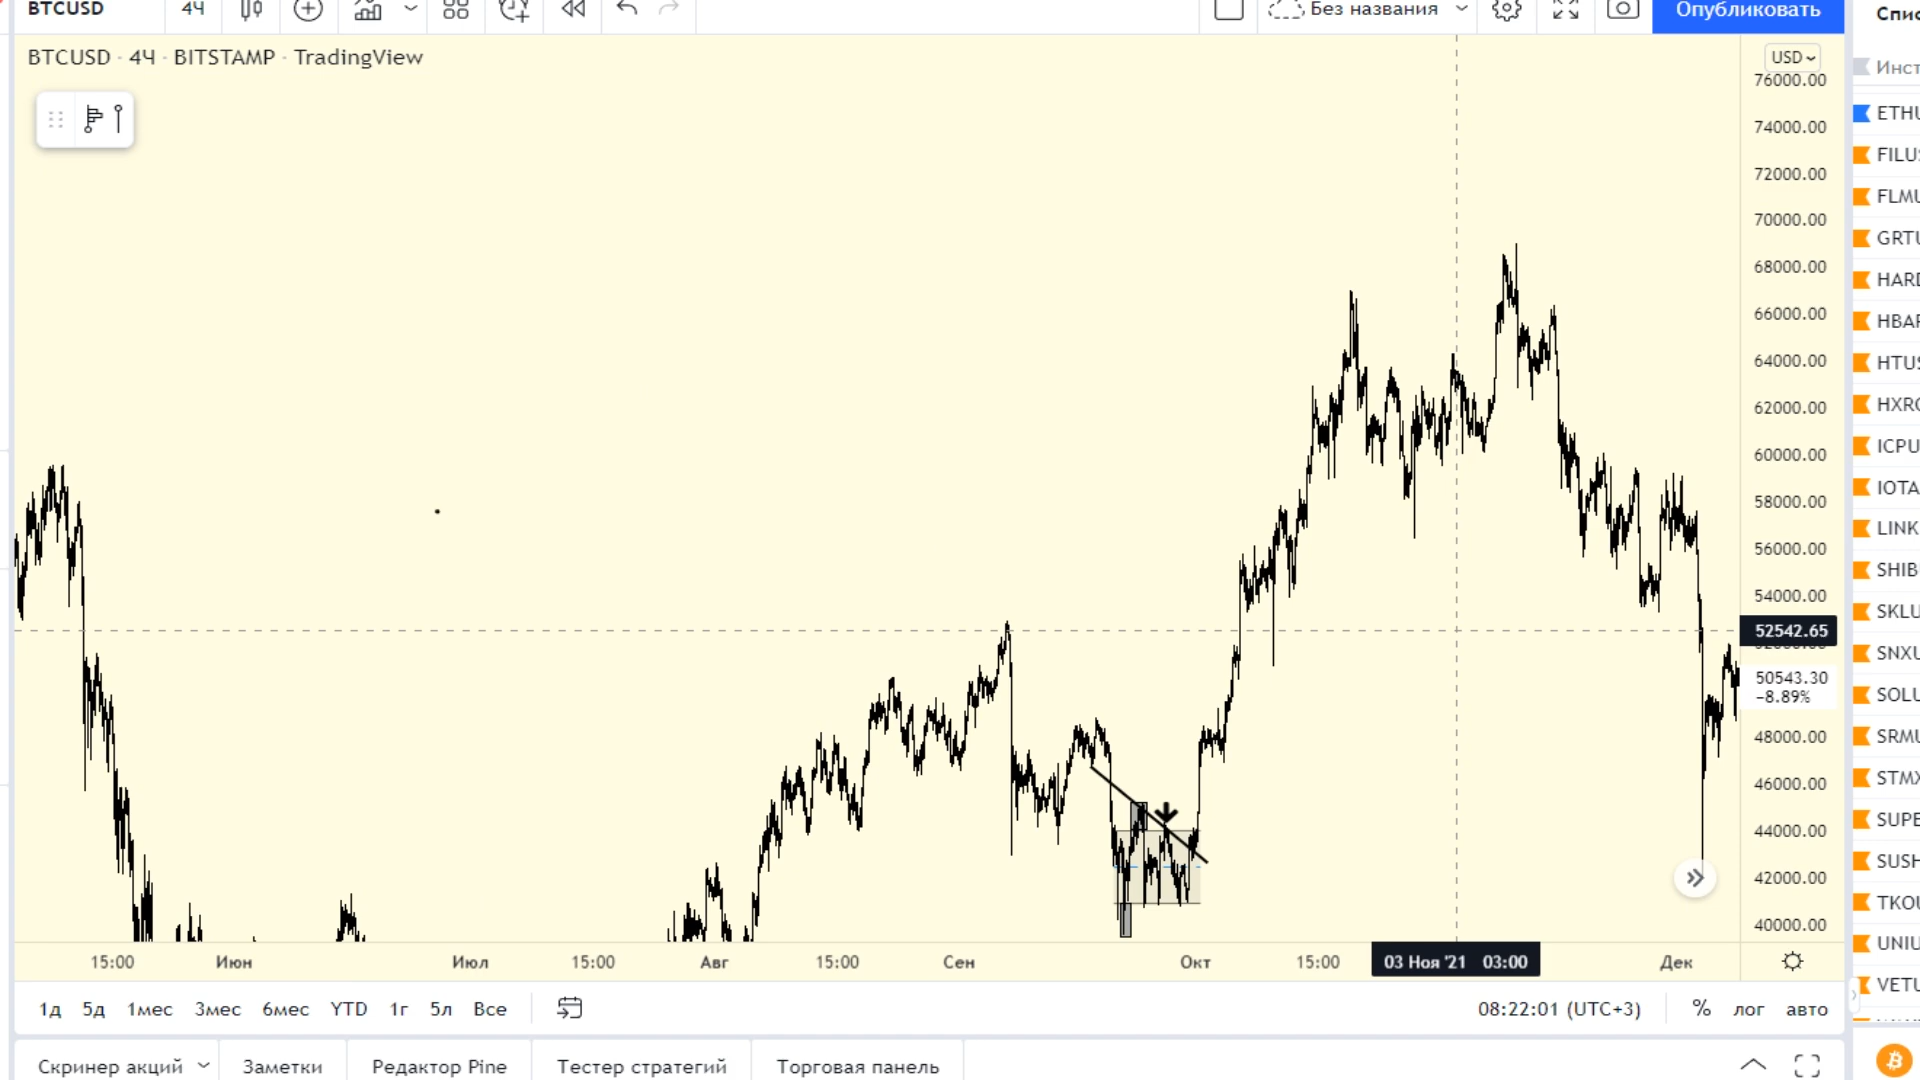 BTCUSD
4Ч
Без названия
Опубликовать
Спис
BTCUSD · 4Ч · BITSTAMP · TradingView
USD
76000.00
74000.00
72000.00
70000.00
68000.00
66000.00
64000.00
62000.00
60000.00
58000.00
56000.00
54000.00
52542.65
50543.30
−8.89%
48000.00
46000.00
44000.00
42000.00
40000.00
15:00
Июн
Июл
15:00
Авг
15:00
Сен
Окт
15:00
03 Ноя '21 03:00
Дек
1д
5д
1мес
3мес
6мес
YTD
1г
5л
Все
08:22:01 (UTC+3)
%
лог
авто
Скринер акций
Заметки
Редактор Pine
Тестер стратегий
Торговая панель
Инст
ETHU
FILUS
FLMU
GRTU
HARD
HBAR
HTUS
HXRO
ICPU
IOTA
LINK
SHIB
SKLU
SNXU
SOLU
SRMU
STMX
SUPE
SUSH
TKOU
UNIU
VETU